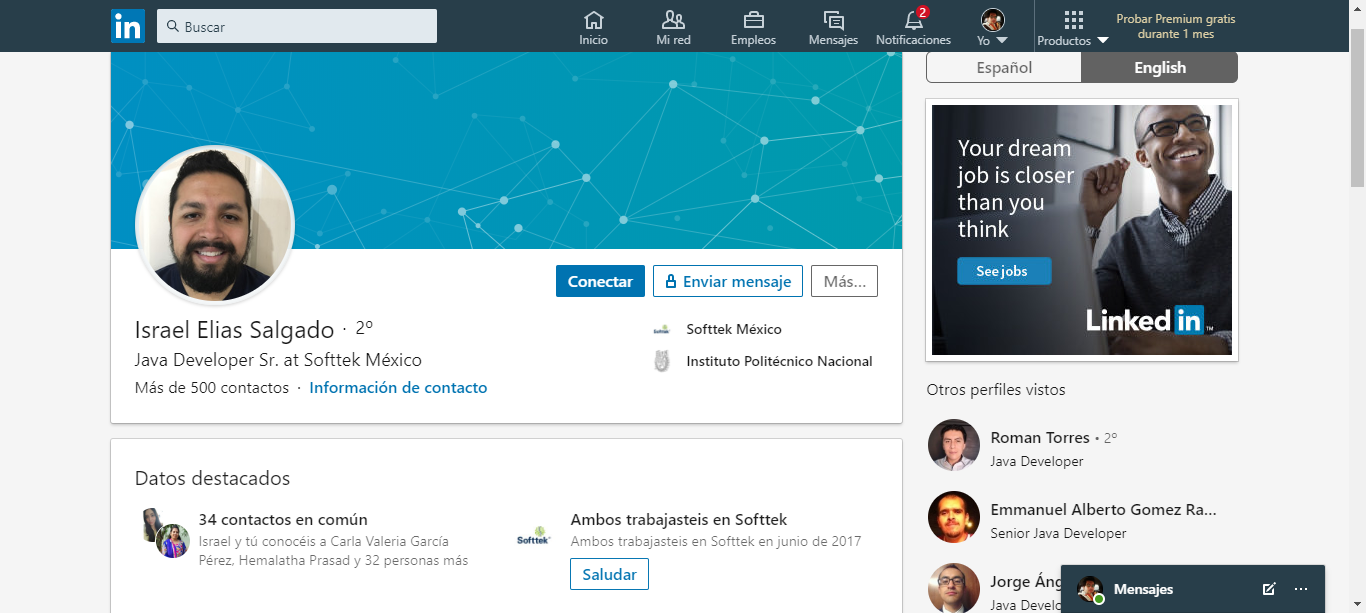 in
Buscar
Inicio
Mi red
Empleos
Mensajes
2
Notificaciones
Yo
Productos
Probar Premium gratis
durante 1 mes
Español
English
Your dream
job is closer
than you
think
See jobs
Linked in ™
Conectar
Enviar mensaje
Más...
Israel Elias Salgado · 2º
Java Developer Sr. at Softtek México
Más de 500 contactos · Información de contacto
Softtek
Softtek México
Instituto Politécnico Nacional
Datos destacados
34 contactos en común
Israel y tú conocéis a Carla Valeria García
Pérez, Hemalatha Prasad y 32 personas más
Softtek
Ambos trabajasteis en Softtek
Ambos trabajasteis en Softtek en junio de 2017
Saludar
Otros perfiles vistos
Roman Torres • 2º
Java Developer
Emmanuel Alberto Gomez Ra...
Senior Java Developer
Jorge Áng
Java Develo
Mensajes